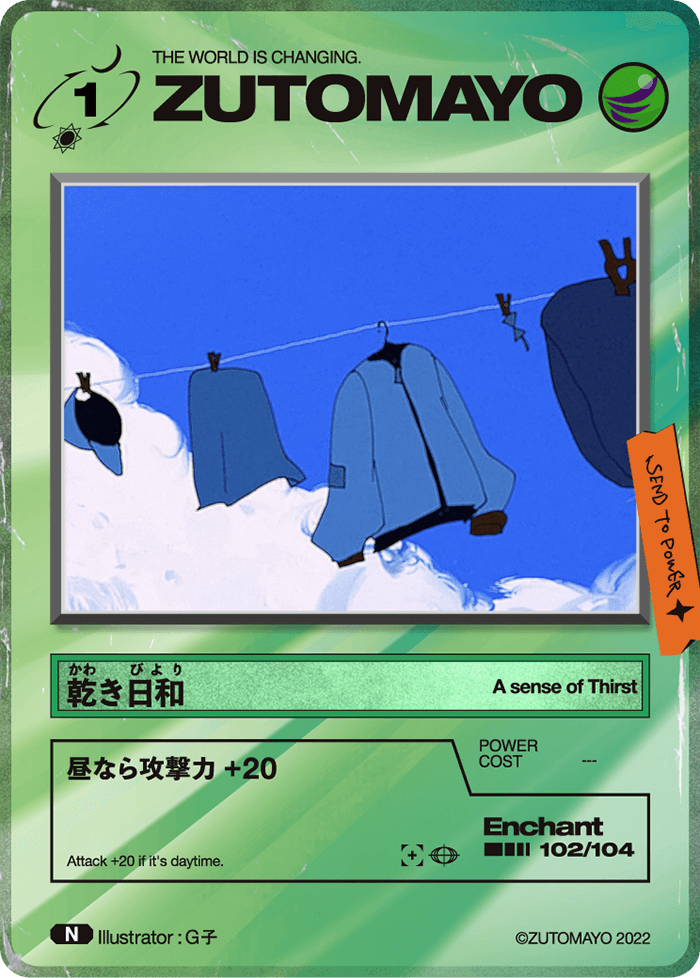 THE WORLD IS CHANGING.
1
ZUTOMAYO
SEND TO POWER
かわ びより
乾き日和
A sense of Thirst
昼なら攻撃力 +20
Attack +20 if it's daytime.
POWER
COST ---
Enchant
102/104
N Illustrator : G子
©ZUTOMAYO 2022